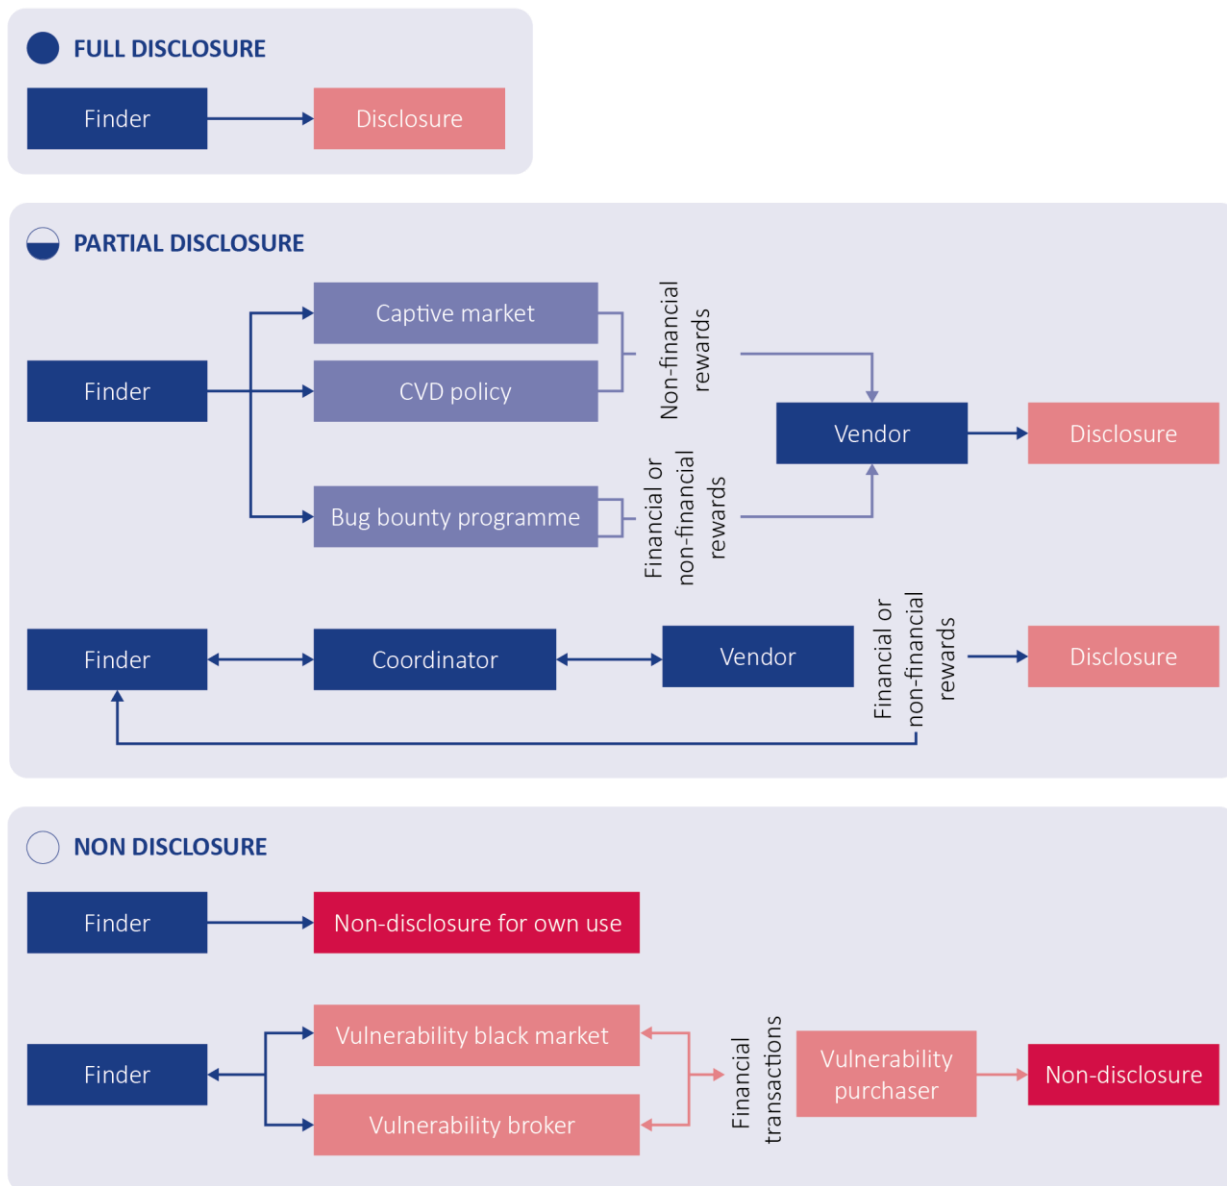 FULL DISCLOSURE
Finder
Disclosure
PARTIAL DISCLOSURE
Finder
Captive market
CVD policy
Bug bounty programme
Non-financial
rewards
Financial or
non-financial
rewards
Vendor
Disclosure
Finder
Coordinator
Vendor
Financial or
non-financial
rewards
Disclosure
NON DISCLOSURE
Finder
Non-disclosure for own use
Finder
Vulnerability black market
Vulnerability broker
Financial
transactions
Vulnerability
purchaser
Non-disclosure